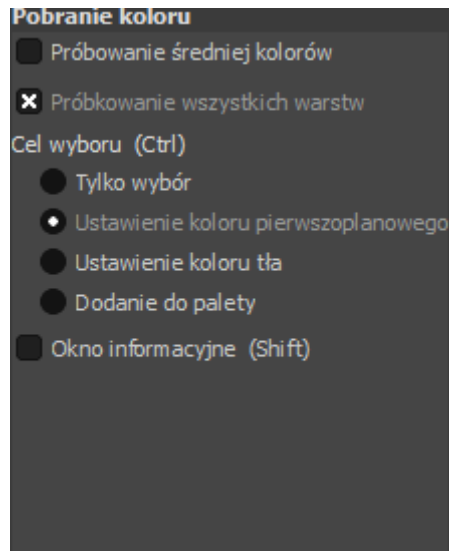 Pobranie koloru
Próbowanie średniej kolorów
Próbkowanie wszystkich warstw
Cel wyboru (Ctrl)
Tylko wybór
Ustawienie koloru pierwszoplanowego
Ustawienie koloru tła
Dodanie do palety
Okno informacyjne (Shift)